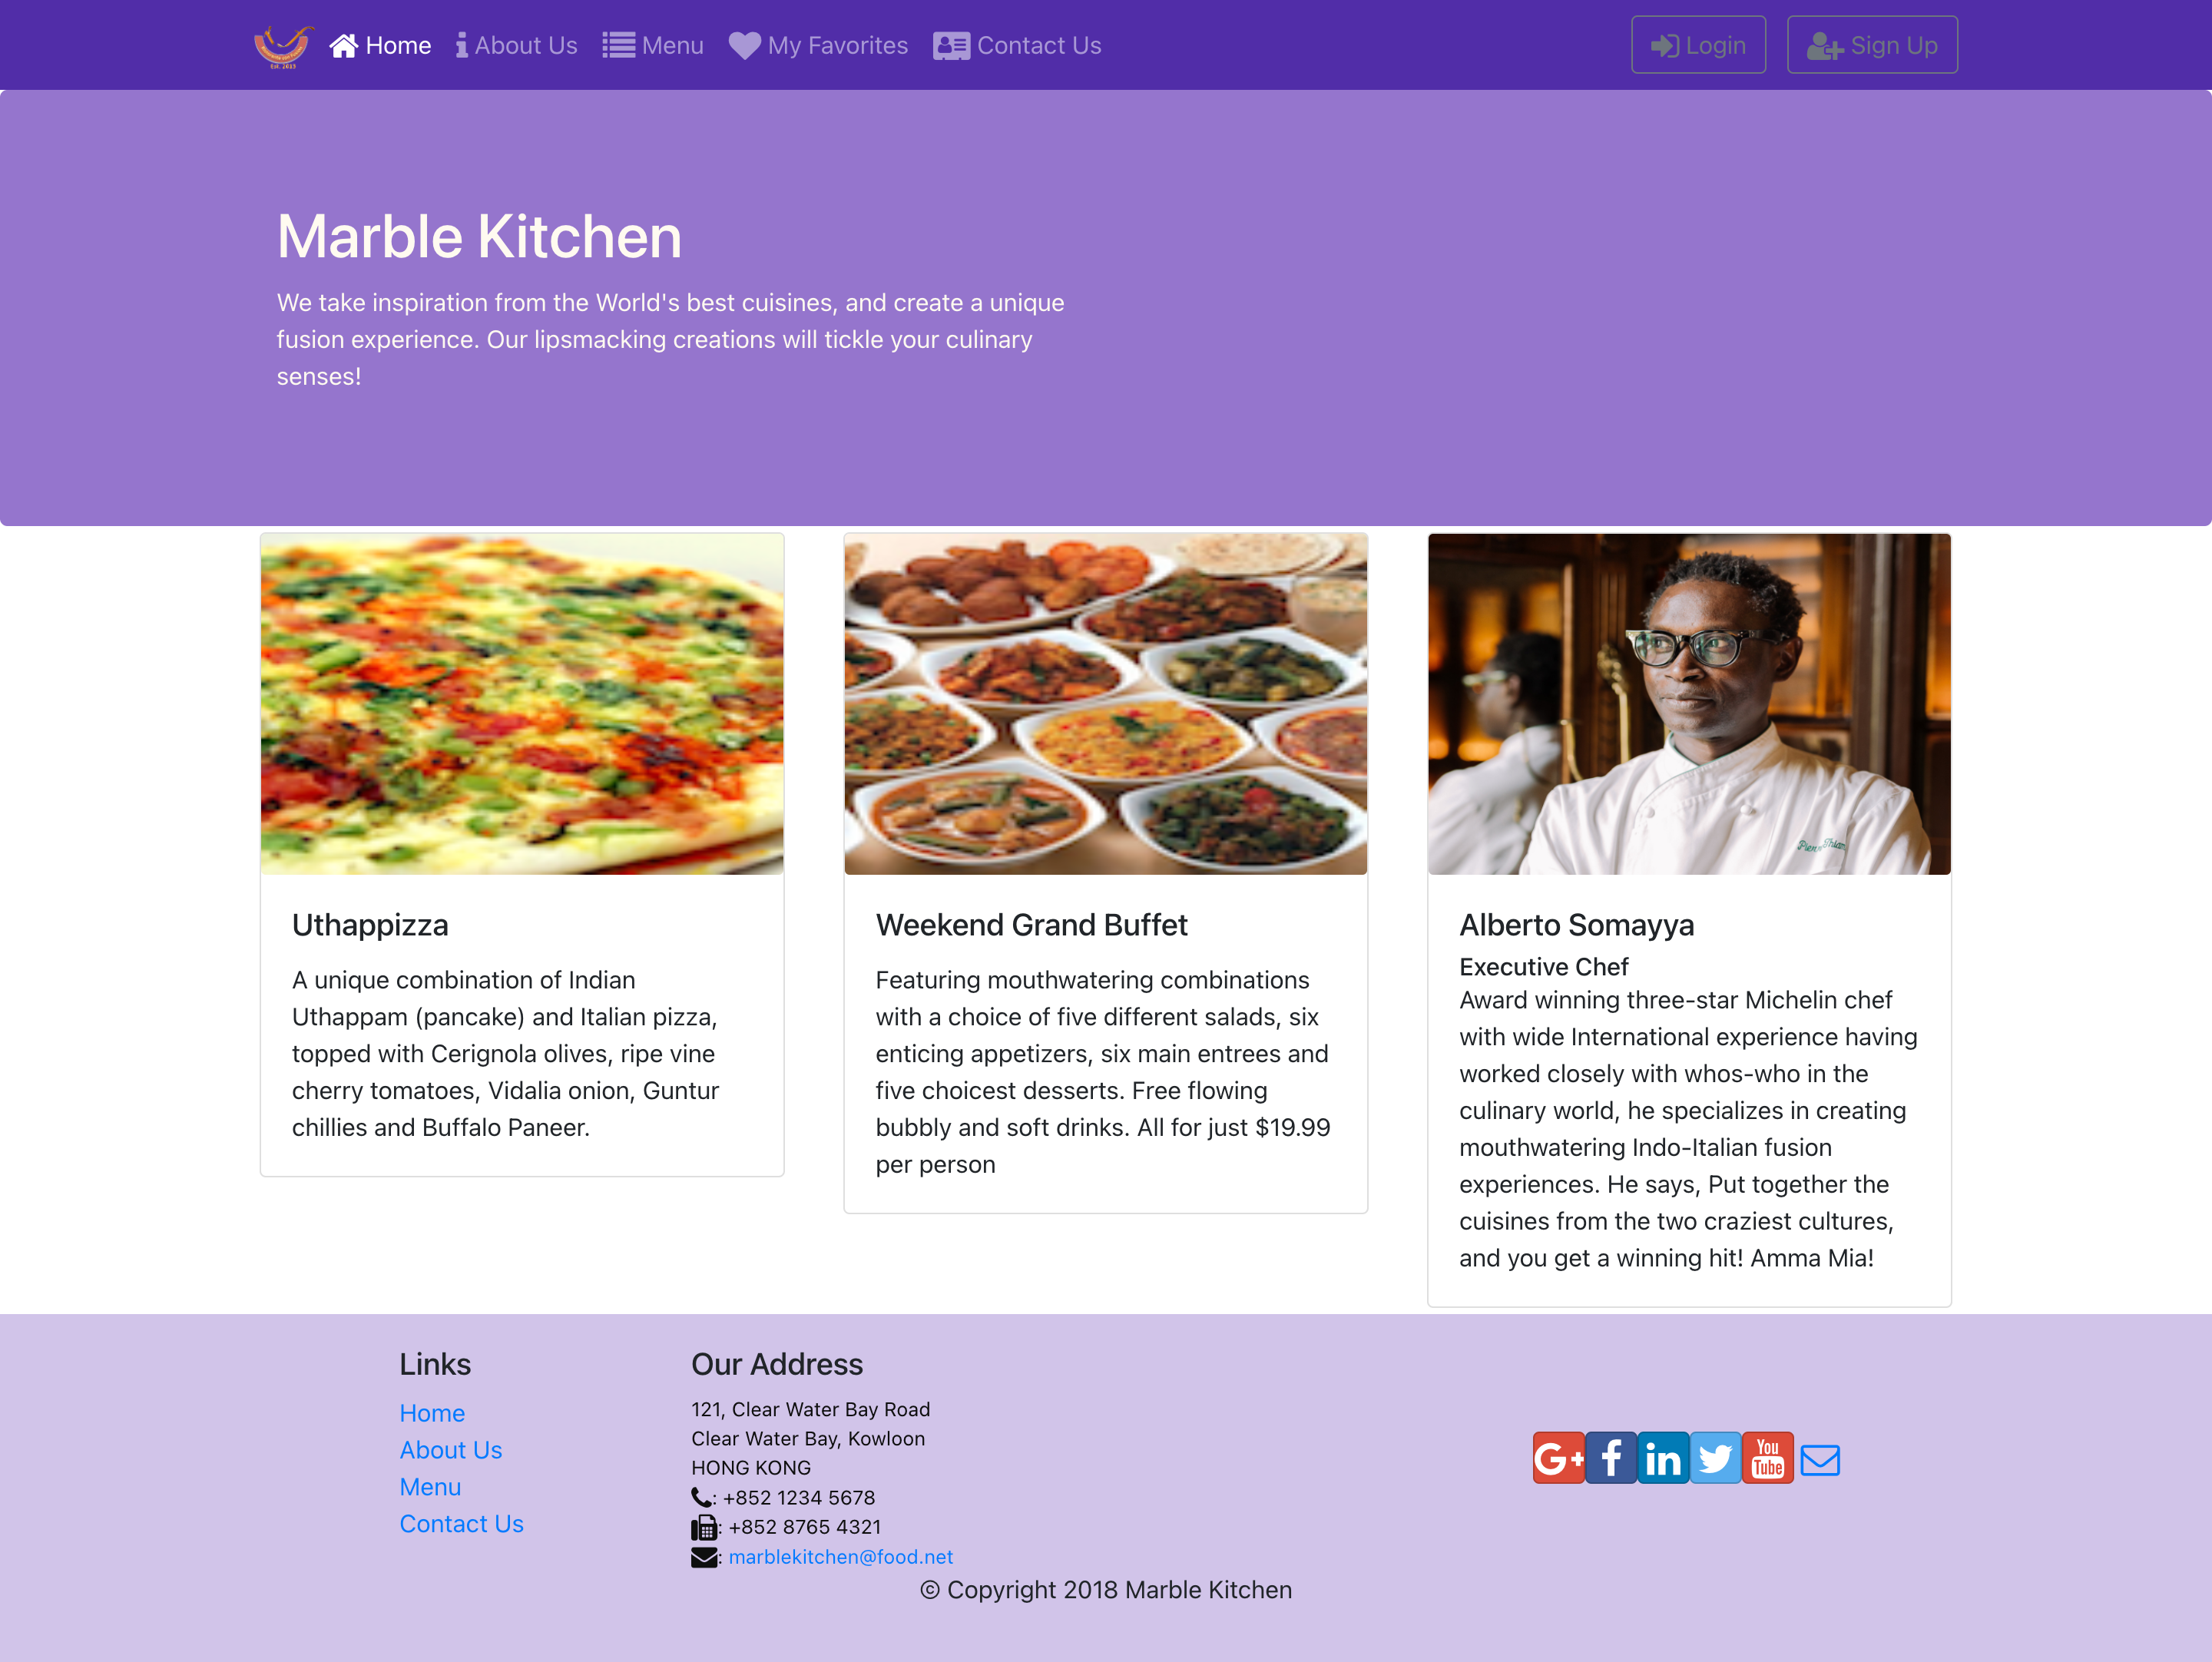 Est. 2013
Home
About Us
Menu
My Favorites
Contact Us
Login
Sign Up
Marble Kitchen
We take inspiration from the World's best cuisines, and create a unique
fusion experience. Our lipsmacking creations will tickle your culinary
senses!
Uthappizza
A unique combination of Indian
Uthappam (pancake) and Italian pizza,
topped with Cerignola olives, ripe vine
cherry tomatoes, Vidalia onion, Guntur
chillies and Buffalo Paneer.
Weekend Grand Buffet
Featuring mouthwatering combinations
with a choice of five different salads, six
enticing appetizers, six main entrees and
five choicest desserts. Free flowing
bubbly and soft drinks. All for just $19.99
per person
Alberto Somayya
Executive Chef
Award winning three-star Michelin chef
with wide International experience having
worked closely with whos-who in the
culinary world, he specializes in creating
mouthwatering Indo-Italian fusion
experiences. He says, Put together the
cuisines from the two craziest cultures,
and you get a winning hit! Amma Mia!
Links
Home
About Us
Menu
Contact Us
Our Address
121, Clear Water Bay Road
Clear Water Bay, Kowloon
HONG KONG
: +852 1234 5678
: +852 8765 4321
: marblekitchen@food.net
G+
f
in
You
Tube
© Copyright 2018 Marble Kitchen